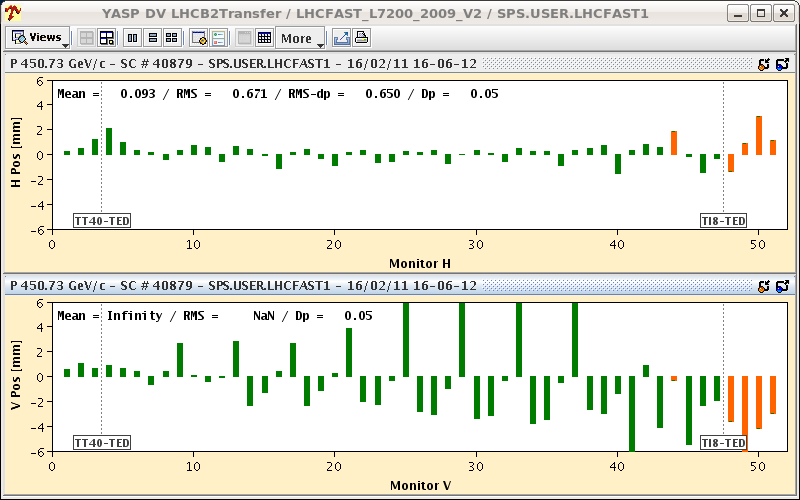 YASP DV LHCB2Transfer / LHCFAST_L7200_2009_V2 / SPS.USER.LHCFAST1
Views More
P 450.73 GeV/c - SC # 40879 - SPS.USER.LHCFAST1 - 16/02/11 16-06-12
Mean = 0.093 / RMS = 0.671 / RMS-dp = 0.650 / Dp = 0.05
H Pos [mm]
6
4
2
0
-2
-4
-6
TT40-TED TI8-TED
0 10 20 30 40 50
Monitor H
P 450.73 GeV/c - SC # 40879 - SPS.USER.LHCFAST1 - 16/02/11 16-06-12
Mean = Infinity / RMS = NaN / Dp = 0.05
V Pos [mm]
6
4
2
0
-2
-4
-6
TT40-TED TI8-TED
0 10 20 30 40 50
Monitor V